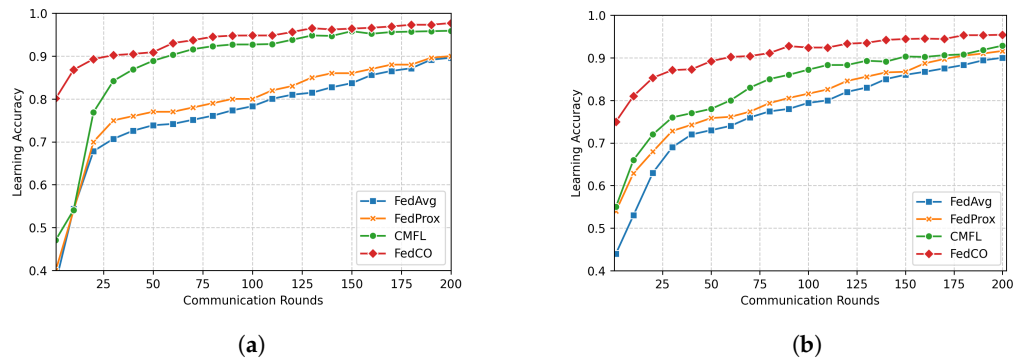 1.0
0.9
0.8
0.7
0.6
0.5
0.4
Learning Accuracy
25 50 75 100 125 150 175 200
Communication Rounds
FedAvg
FedProx
CMFL
FedCO
(a)
1.0
0.9
0.8
0.7
0.6
0.5
0.4
Learning Accuracy
25 50 75 100 125 150 175 200
Communication Rounds
FedAvg
FedProx
CMFL
FedCO
(b)